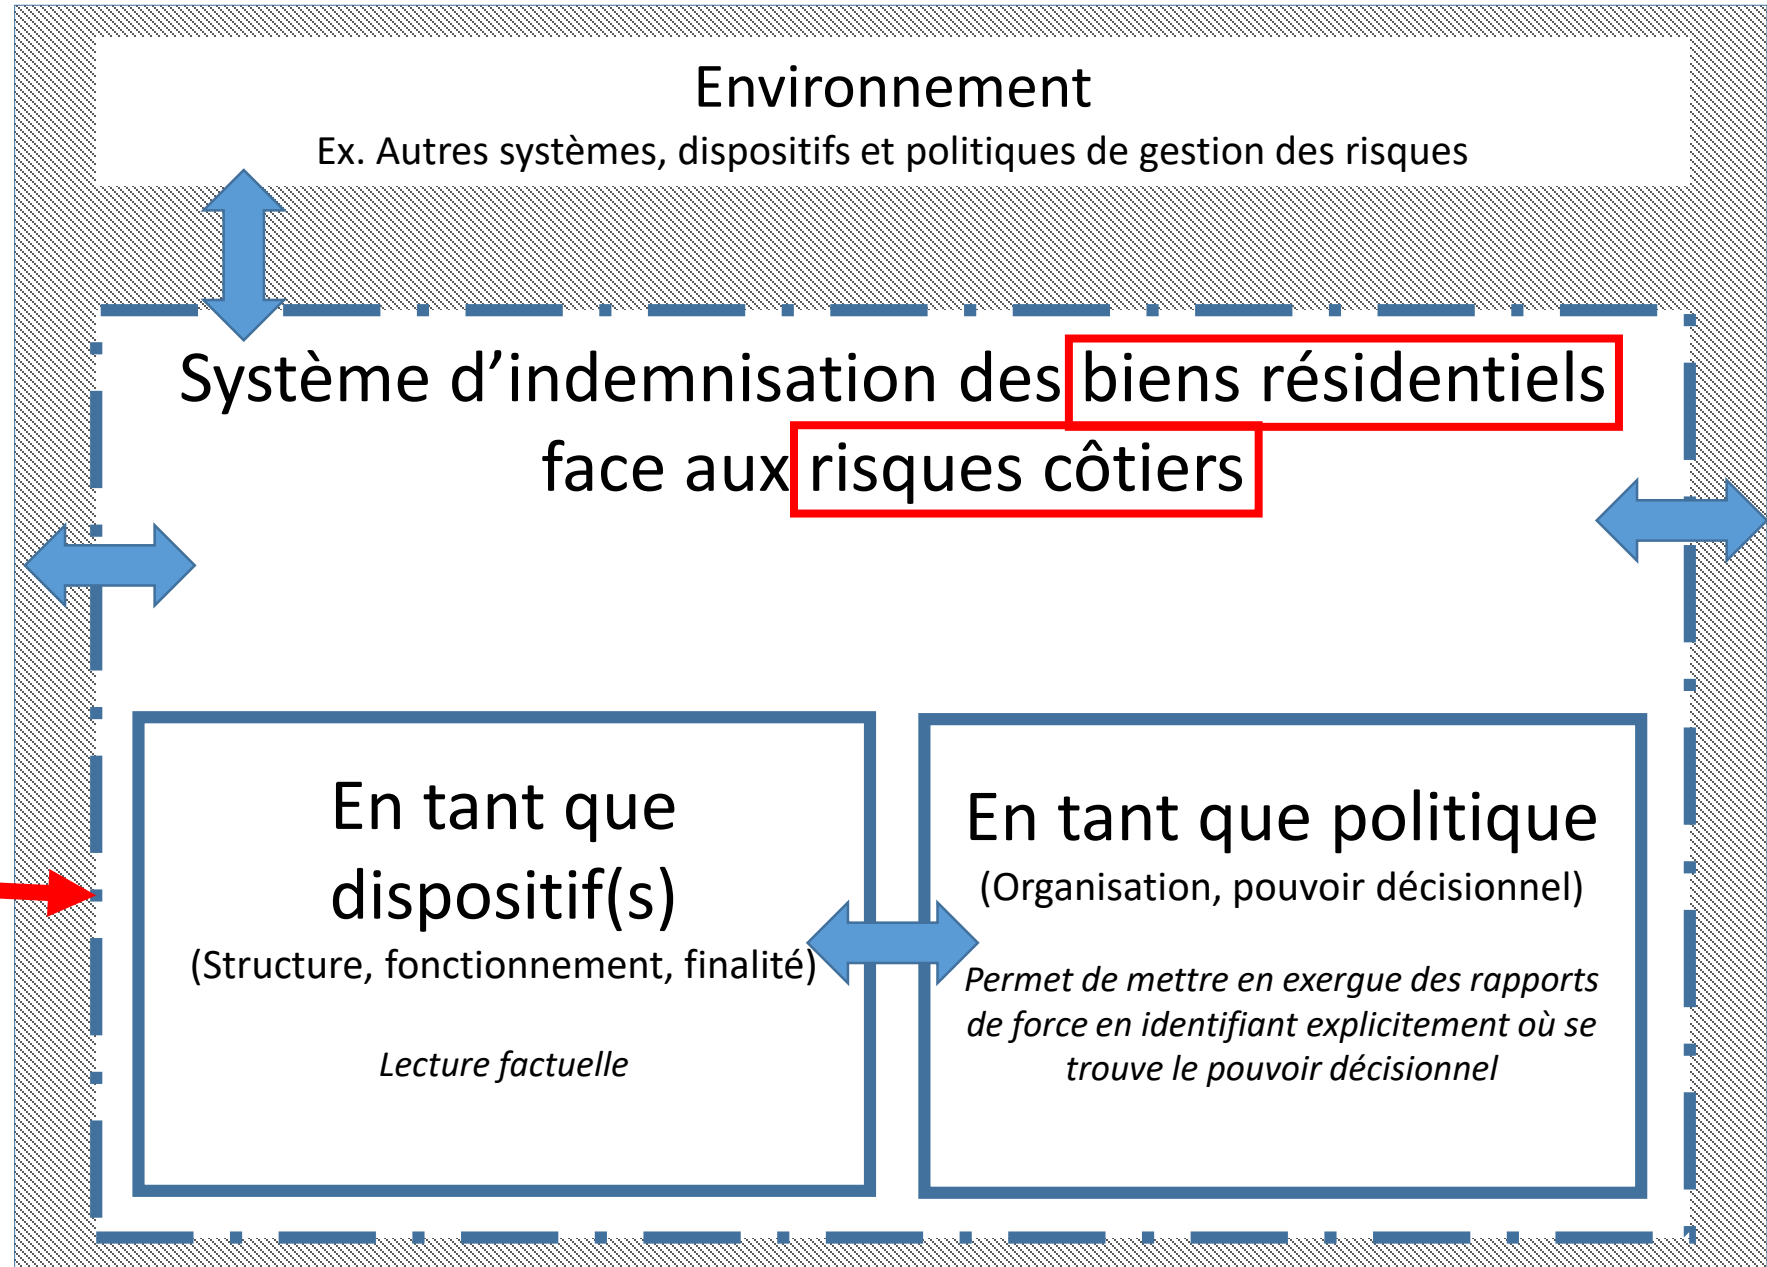 Environnement
Ex. Autres systèmes, dispositifs et politiques de gestion des risques
Système d’indemnisation des biens résidentiels
face aux risques côtiers
En tant que
dispositif(s)
(Structure, fonctionnement, finalité)
Lecture factuelle
En tant que politique
(Organisation, pouvoir décisionnel)
Permet de mettre en exergue des rapports
de force en identifiant explicitement où se
trouve le pouvoir décisionnel